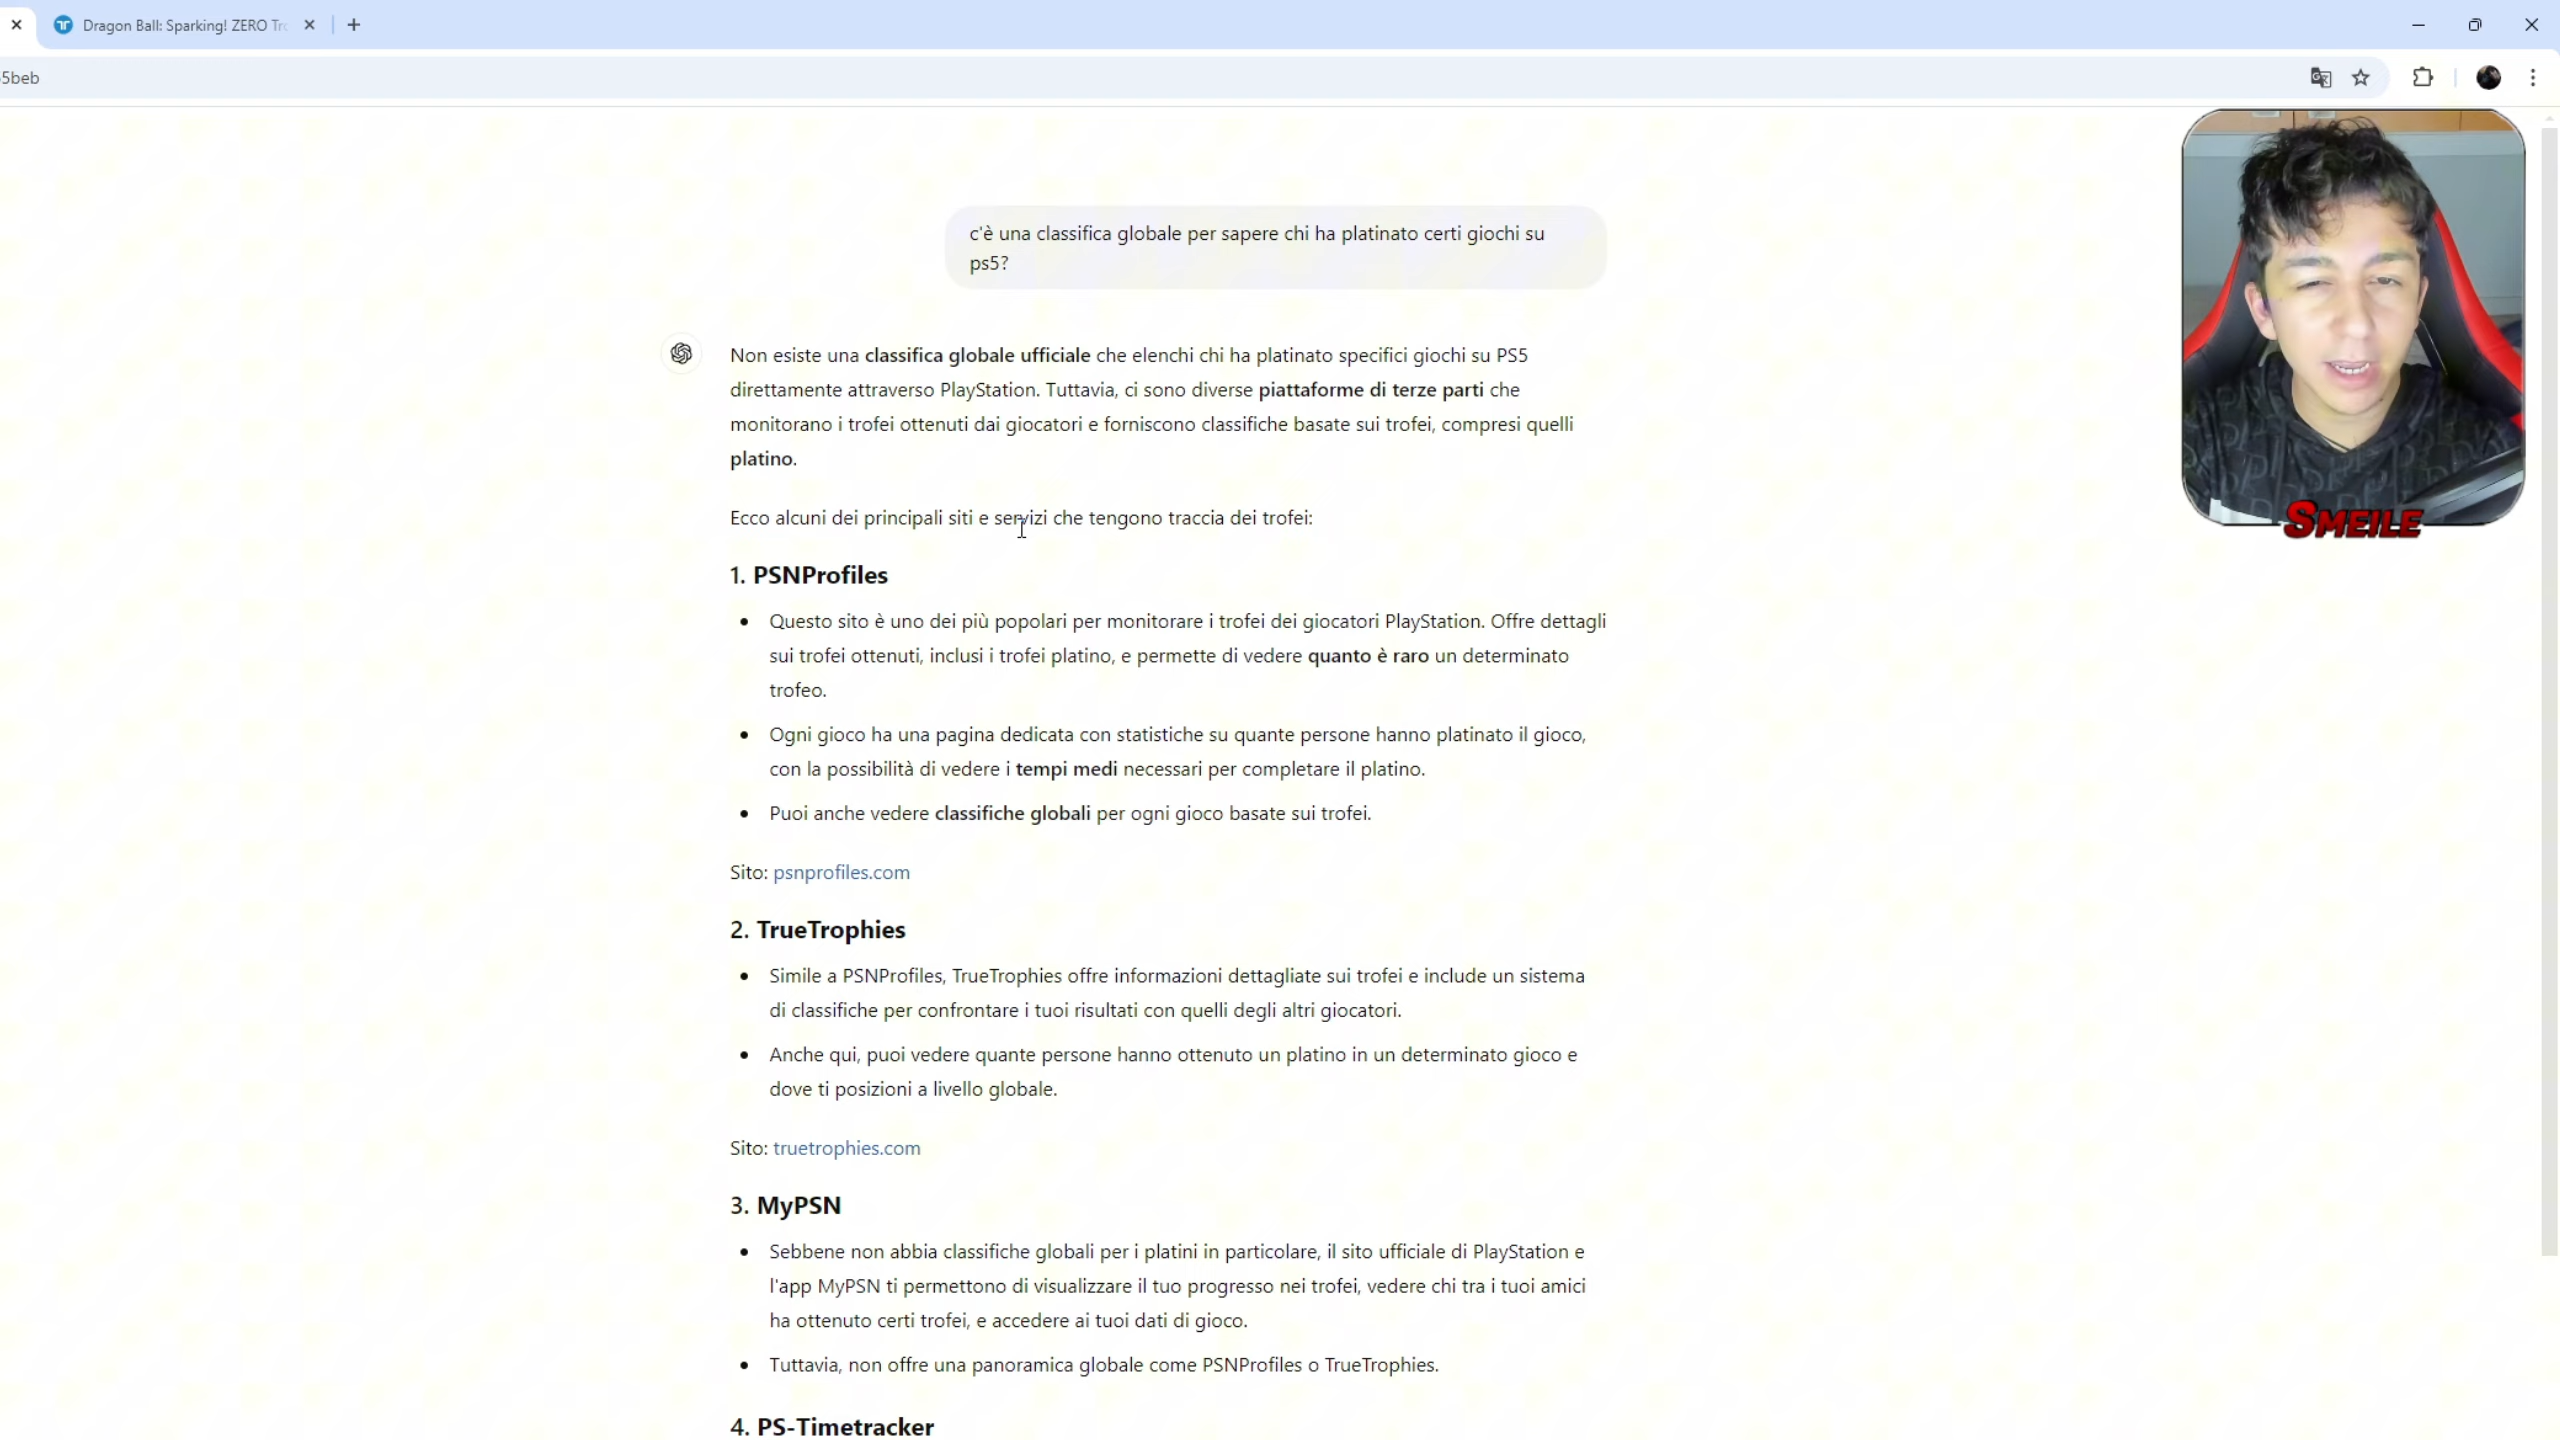 Dragon Ball: Sparking! ZERO Tro
5beb
c'è una classifica globale per sapere chi ha platinato certi giochi su
ps5?
Non esiste una classifica globale ufficiale che elenchi chi ha platinato specifici giochi su PS5
direttamente attraverso PlayStation. Tuttavia, ci sono diverse piattaforme di terze parti che
monitorano i trofei ottenuti dai giocatori e forniscono classifiche basate sui trofei, compresi quelli
platino.
Ecco alcuni dei principali siti e servizi che tengono traccia dei trofei:
1. PSNProfiles
• Questo sito è uno dei più popolari per monitorare i trofei dei giocatori PlayStation. Offre dettagli
sui trofei ottenuti, inclusi i trofei platino, e permette di vedere quanto è raro un determinato
trofeo.
• Ogni gioco ha una pagina dedicata con statistiche su quante persone hanno platinato il gioco,
con la possibilità di vedere i tempi medi necessari per completare il platino.
• Puoi anche vedere classifiche globali per ogni gioco basate sui trofei.
Sito: psnprofiles.com
2. TrueTrophies
• Simile a PSNProfiles, TrueTrophies offre informazioni dettagliate sui trofei e include un sistema
di classifiche per confrontare i tuoi risultati con quelli degli altri giocatori.
• Anche qui, puoi vedere quante persone hanno ottenuto un platino in un determinato gioco e
dove ti posizioni a livello globale.
Sito: truetrophies.com
3. MyPSN
• Sebbene non abbia classifiche globali per i platini in particolare, il sito ufficiale di PlayStation e
l'app MyPSN ti permettono di visualizzare il tuo progresso nei trofei, vedere chi tra i tuoi amici
ha ottenuto certi trofei, e accedere ai tuoi dati di gioco.
• Tuttavia, non offre una panoramica globale come PSNProfiles o TrueTrophies.
4. PS-Timetracker
SMEILE